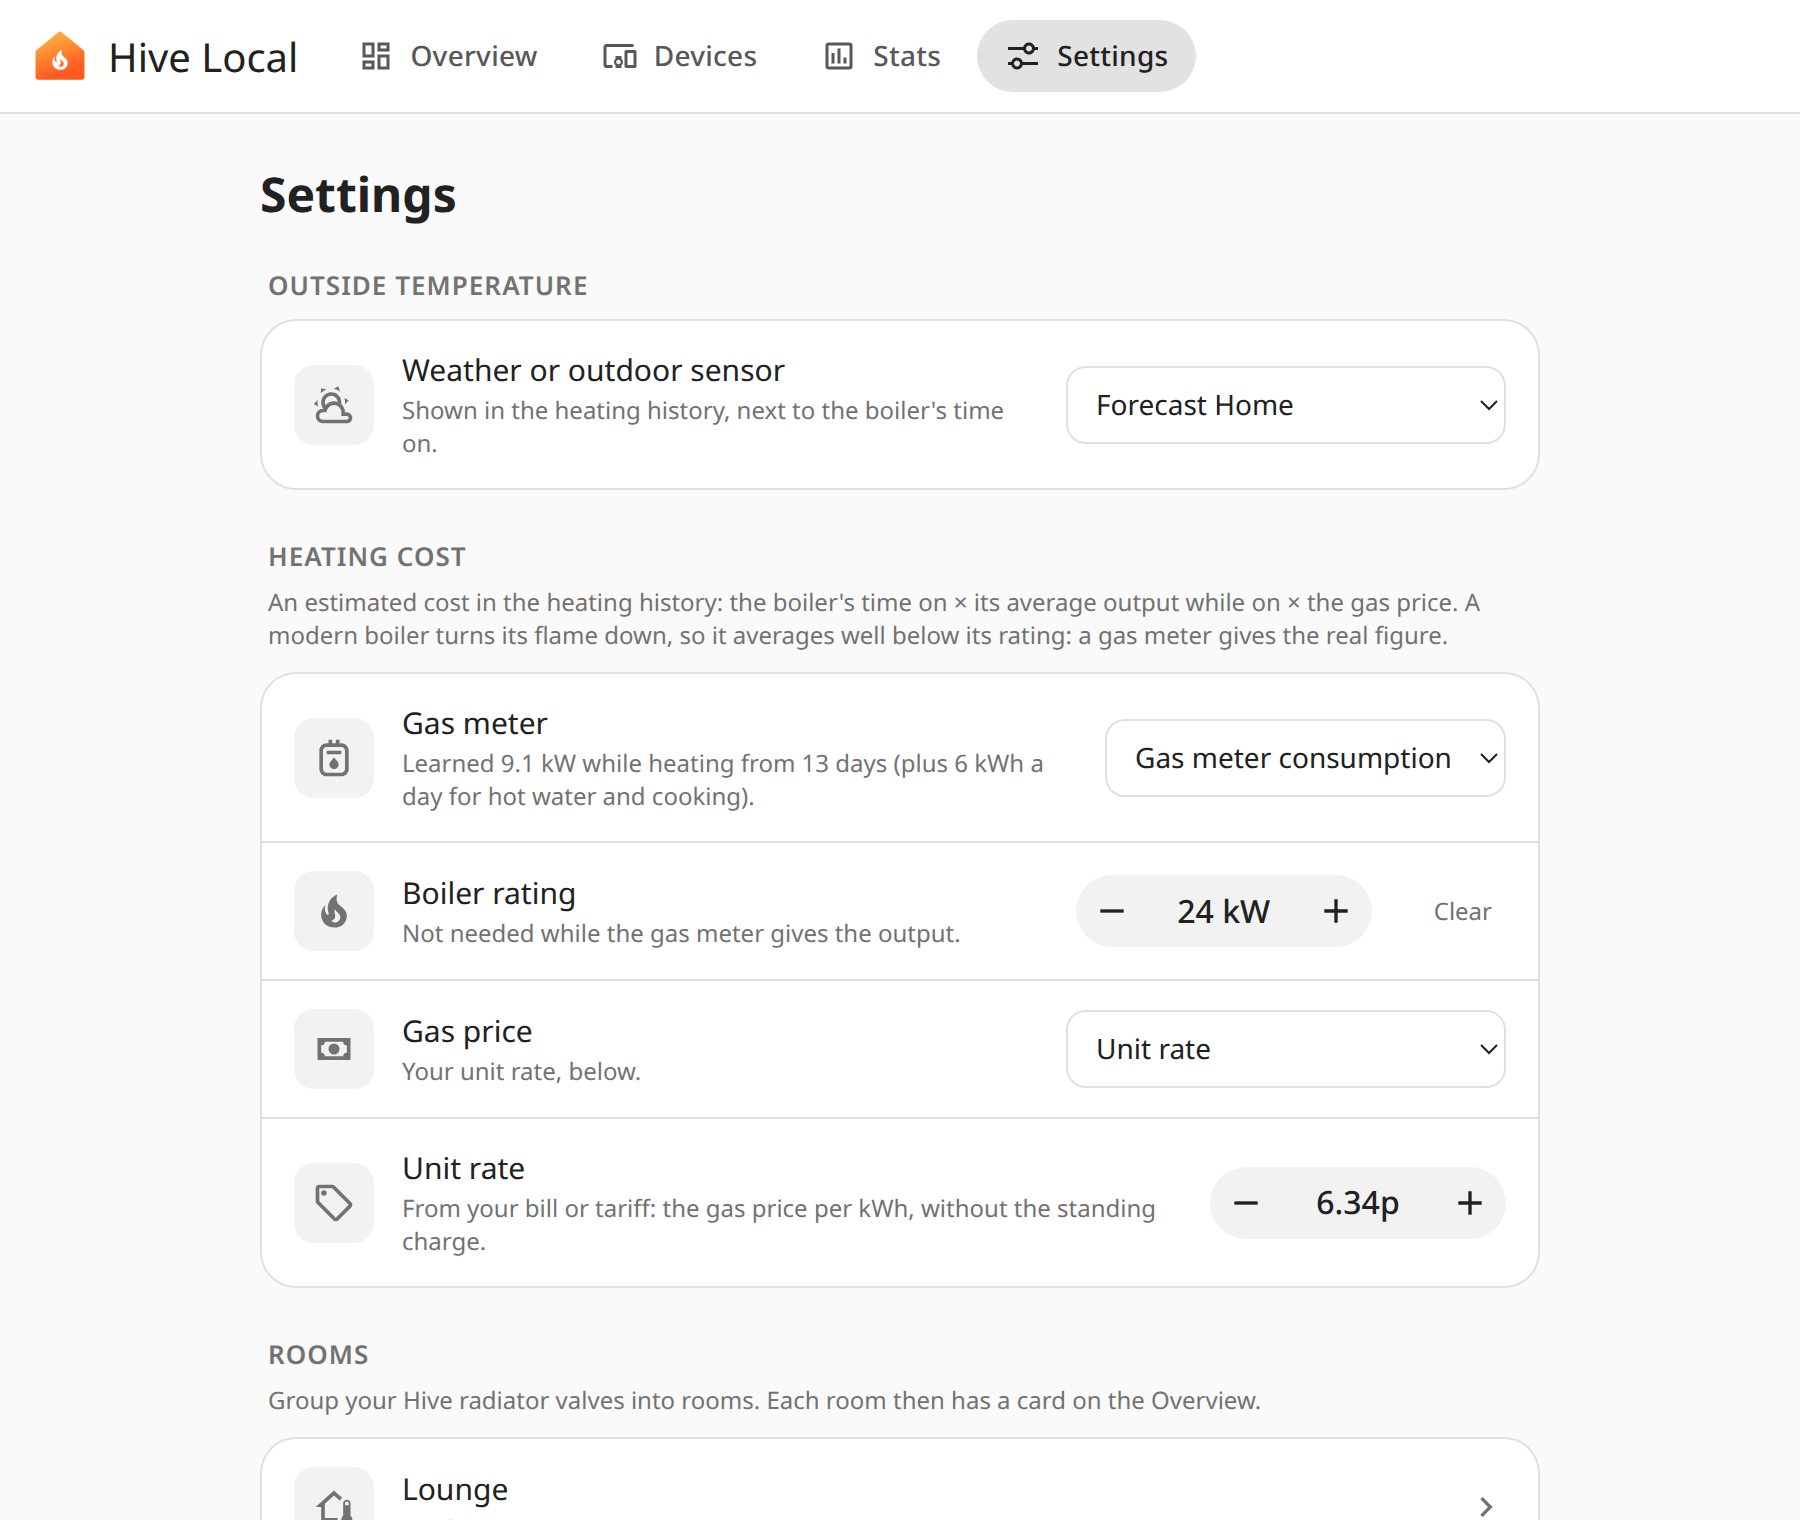 Hive Local
Overview
Devices
Stats
Settings
Settings
OUTSIDE TEMPERATURE
Weather or outdoor sensor
Shown in the heating history, next to the boiler's time
on.
Forecast Home
HEATING COST
An estimated cost in the heating history: the boiler's time on × its average output while on × the gas price. A
modern boiler turns its flame down, so it averages well below its rating: a gas meter gives the real figure.
Gas meter
Learned 9.1 kW while heating from 13 days (plus 6 kWh a
day for hot water and cooking).
Gas meter consumption
Boiler rating
Not needed while the gas meter gives the output.
− 24 kW +
Clear
Gas price
Your unit rate, below.
Unit rate
Unit rate
From your bill or tariff: the gas price per kWh, without the standing
charge.
− 6.34p +
ROOMS
Group your Hive radiator valves into rooms. Each room then has a card on the Overview.
Lounge